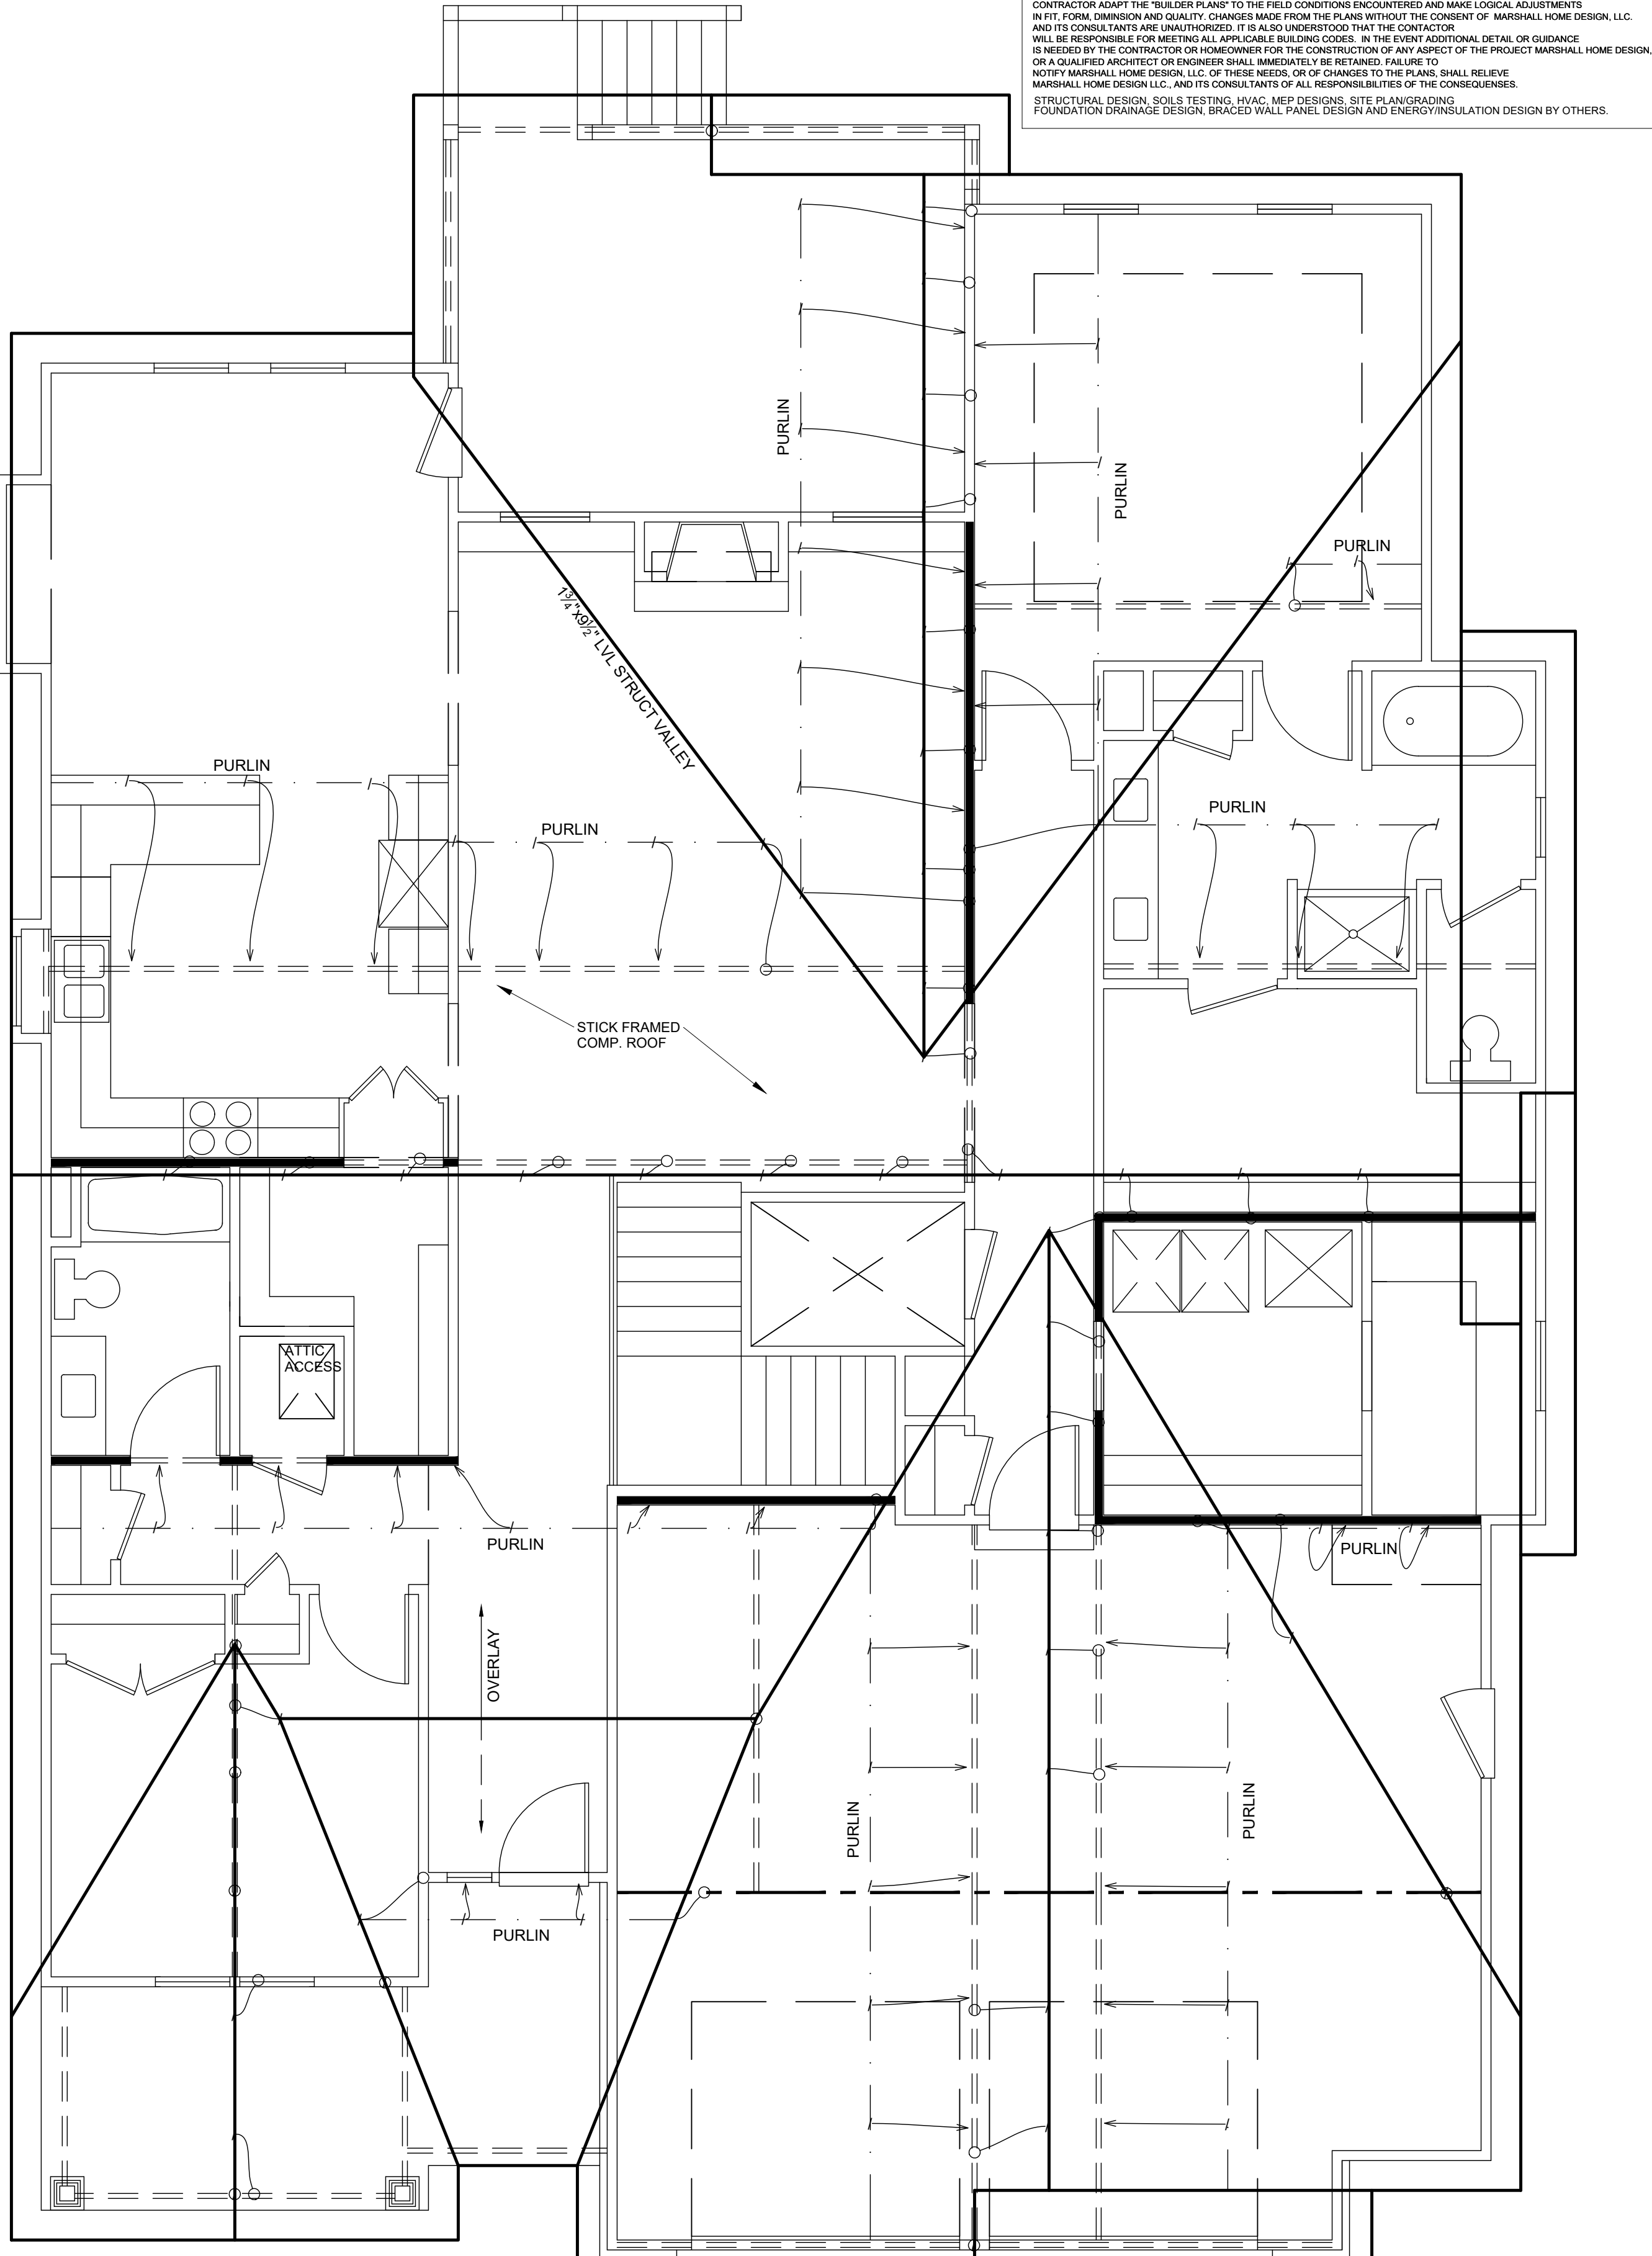 CONTRACTOR ADAPT THE "BUILDER PLANS" TO THE FIELD CONDITIONS ENCOUNTERED AND MAKE LOGICAL ADJUSTMENTS
IN FIT, FORM, DIMINSION AND QUALITY. CHANGES MADE FROM THE PLANS WITHOUT THE CONSENT OF MARSHALL HOME DESIGN, LLC.
AND ITS CONSULTANTS ARE UNAUTHORIZED. IT IS ALSO UNDERSTOOD THAT THE CONTACTOR
WILL BE RESPONSIBLE FOR MEETING ALL APPLICABLE BUILDING CODES. IN THE EVENT ADDITIONAL DETAIL OR GUIDANCE
IS NEEDED BY THE CONTRACTOR OR HOMEOWNER FOR THE CONSTRUCTION OF ANY ASPECT OF THE PROJECT MARSHALL HOME DESIGN,
OR A QUALIFIED ARCHITECT OR ENGINEER SHALL IMMEDIATELY BE RETAINED. FAILURE TO
NOTIFY MARSHALL HOME DESIGN, LLC. OF THESE NEEDS, OR OF CHANGES TO THE PLANS, SHALL RELIEVE
MARSHALL HOME DESIGN LLC., AND ITS CONSULTANTS OF ALL RESPONSILBILITIES OF THE CONSEQUENSES.
STRUCTURAL DESIGN, SOILS TESTING, HVAC, MEP DESIGNS, SITE PLAN/GRADING
FOUNDATION DRAINAGE DESIGN, BRACED WALL PANEL DESIGN AND ENERGY/INSULATION DESIGN BY OTHERS.
PURLIN
PURLIN
PURLIN
1 3/4"x9 1/2" LVL STRUCT VALLEY
PURLIN
PURLIN
PURLIN
STICK FRAMED
COMP. ROOF
ATTIC
ACCESS
PURLIN
PURLIN
OVERLAY
PURLIN
PURLIN
PURLIN